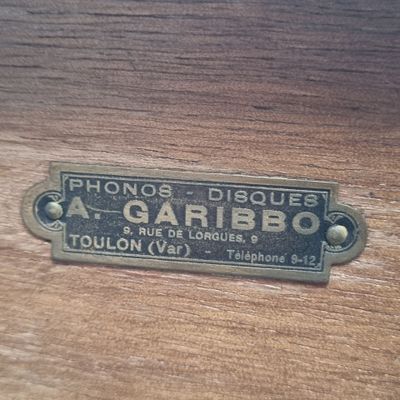 PHONOS - DISQUES
A. GARIBBO
9, RUE DE LORGUES, 9
TOULON (Var) - Téléphone 9-12